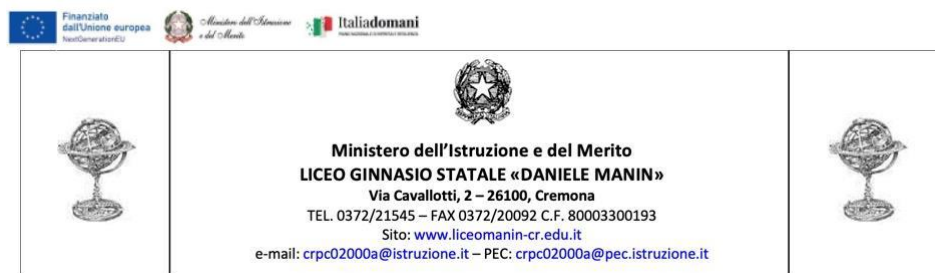 Finanziato
dall'Unione europea
NextGenerationEU
Ministero dell'Istruzione
e del Merito
Italiadomani
Ministero dell'Istruzione e del Merito
LICEO GINNASIO STATALE «DANIELE MANIN»
Via Cavallotti, 2 – 26100, Cremona
TEL. 0372/21545 – FAX 0372/20092 C.F. 80003300193
Sito: www.liceomanin-cr.edu.it
e-mail: crpc02000a@istruzione.it – PEC: crpc02000a@pec.istruzione.it